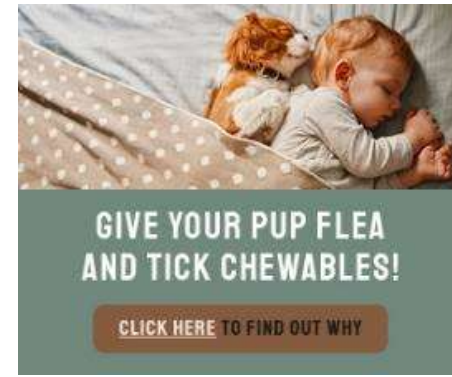 GIVE YOUR PUP FLEA
AND TICK CHEWABLES!
CLICK HERE TO FIND OUT WHY